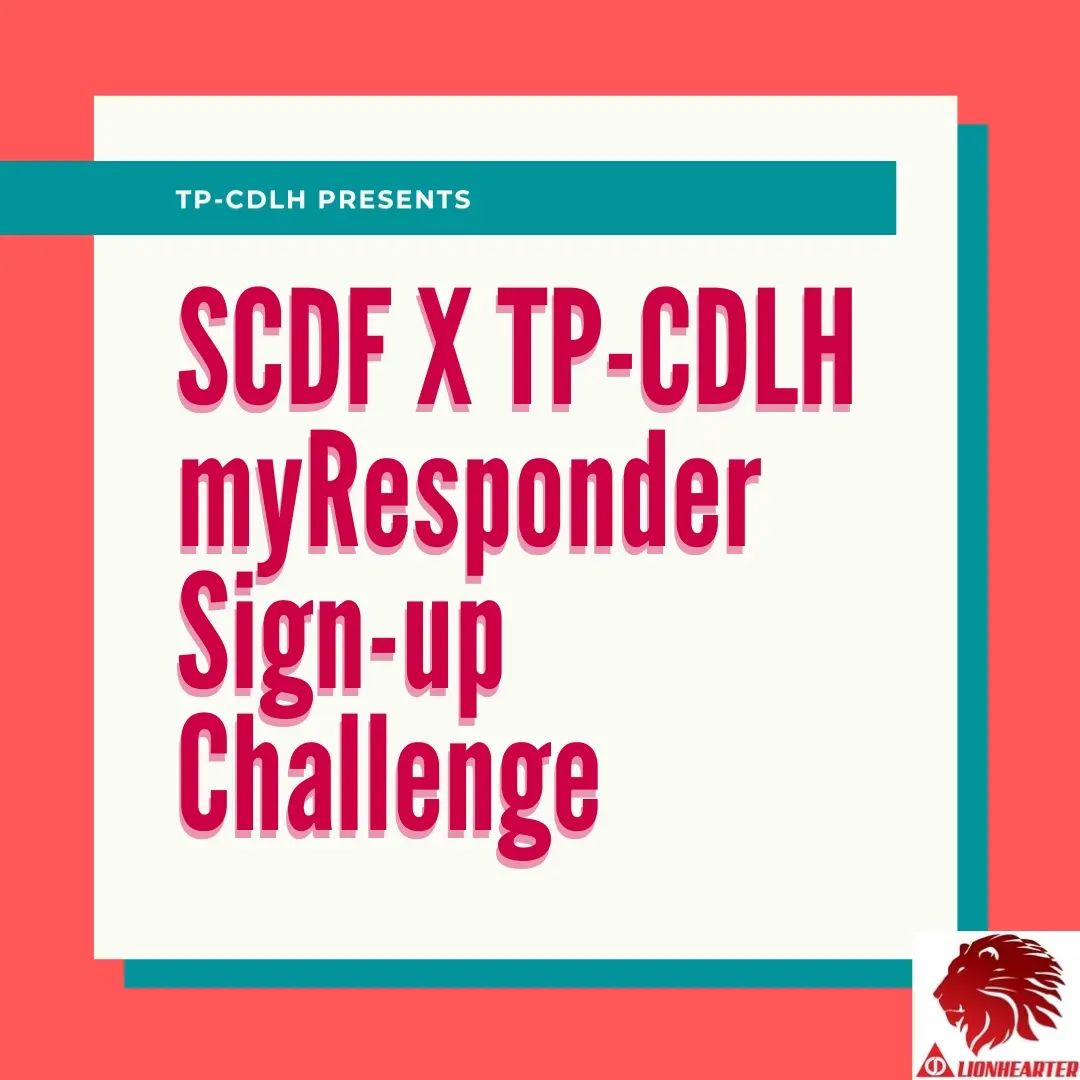 TP-CDLH PRESENTS
SCDF X TP-CDLH
myResponder
Sign-up
Challenge
LIONHEARTER